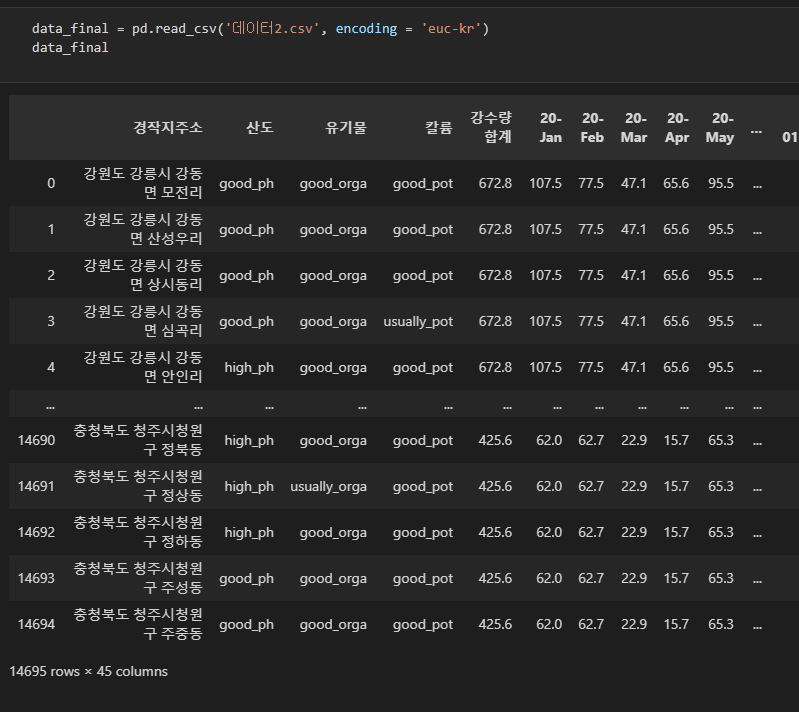 data_final = pd.read_csv('데이터2.csv', encoding = 'euc-kr')
data_final
경작지주소 산도 유기물 칼륨 강수량 합계 20-Jan 20-Feb 20-Mar 20-Apr 20-May ... 01
0 강원도 강릉시 강동면 모전리 good_ph good_orga good_pot 672.8 107.5 77.5 47.1 65.6 95.5 ...
1 강원도 강릉시 강동면 산성우리 good_ph good_orga good_pot 672.8 107.5 77.5 47.1 65.6 95.5 ...
2 강원도 강릉시 강동면 상시동리 good_ph good_orga good_pot 672.8 107.5 77.5 47.1 65.6 95.5 ...
3 강원도 강릉시 강동면 심곡리 good_ph good_orga usually_pot 672.8 107.5 77.5 47.1 65.6 95.5 ...
4 강원도 강릉시 강동면 안인리 high_ph good_orga good_pot 672.8 107.5 77.5 47.1 65.6 95.5 ...
... ... ... ... ... ... ... ... ... ... ... ...
14690 충청북도 청주시청원구 정북동 high_ph good_orga good_pot 425.6 62.0 62.7 22.9 15.7 65.3 ...
14691 충청북도 청주시청원구 정상동 high_ph usually_orga good_pot 425.6 62.0 62.7 22.9 15.7 65.3 ...
14692 충청북도 청주시청원구 정하동 high_ph good_orga good_pot 425.6 62.0 62.7 22.9 15.7 65.3 ...
14693 충청북도 청주시청원구 주성동 good_ph good_orga good_pot 425.6 62.0 62.7 22.9 15.7 65.3 ...
14694 충청북도 청주시청원구 주중동 good_ph good_orga good_pot 425.6 62.0 62.7 22.9 15.7 65.3 ...
14695 rows × 45 columns